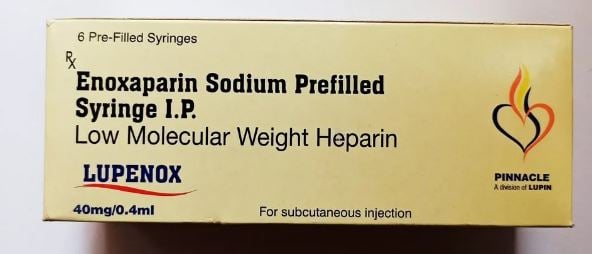 6 Pre-Filled Syringes
Rx
Enoxaparin Sodium Prefilled
Syringe I.P.
Low Molecular Weight Heparin
LUPENOX
40mg/0.4ml
For subcutaneous injection
PINNACLE
A division of LUPIN